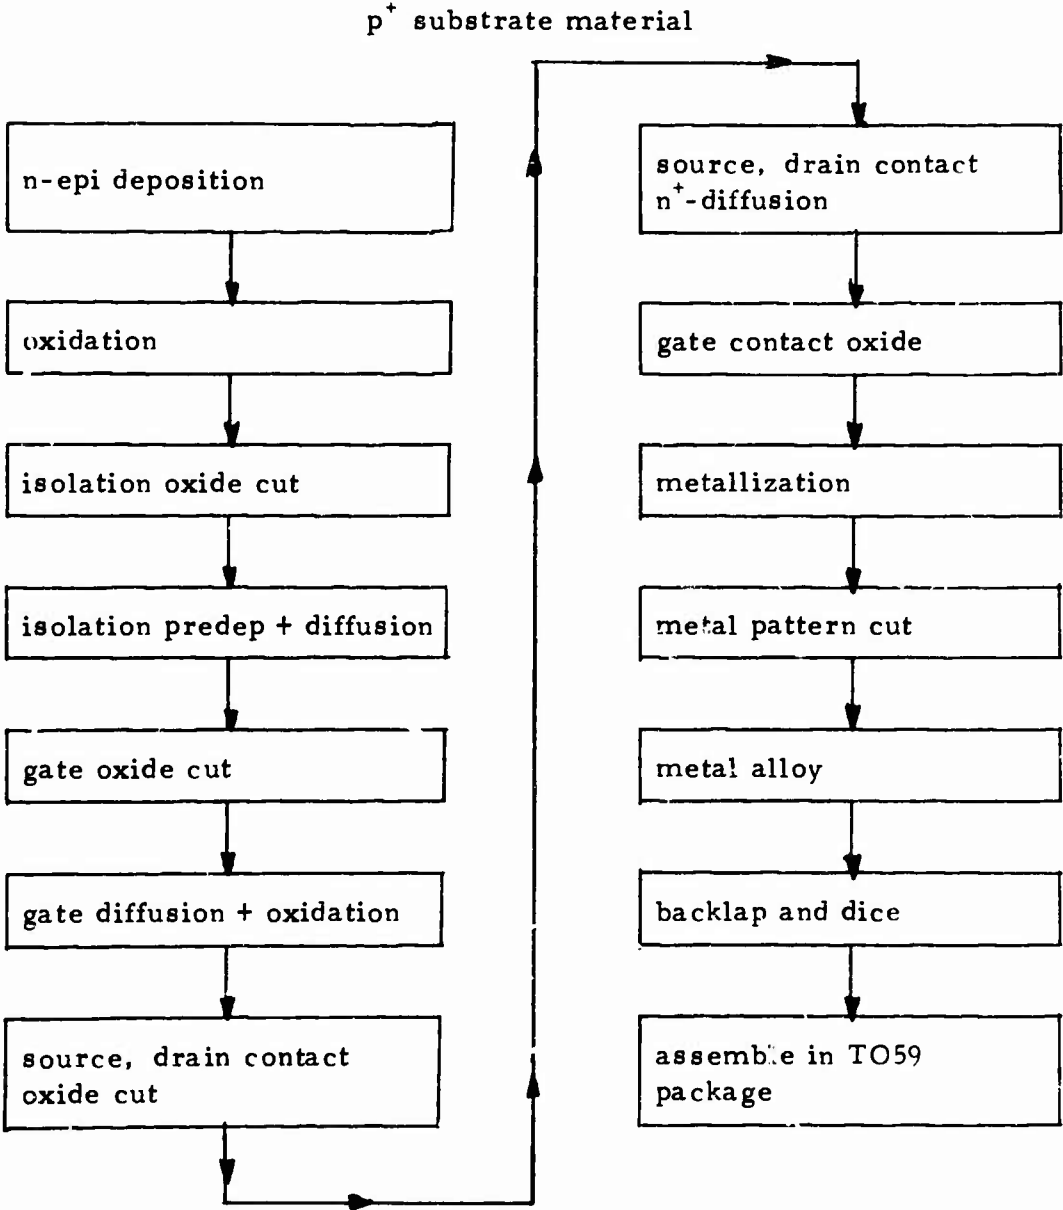 p+ substrate material
n-epi deposition
oxidation
isolation oxide cut
isolation predep + diffusion
gate oxide cut
gate diffusion + oxidation
source, drain contact
oxide cut
source, drain contact
n+-diffusion
gate contact oxide
metallization
metal pattern cut
metal alloy
backlap and dice
assemble in TO59
package